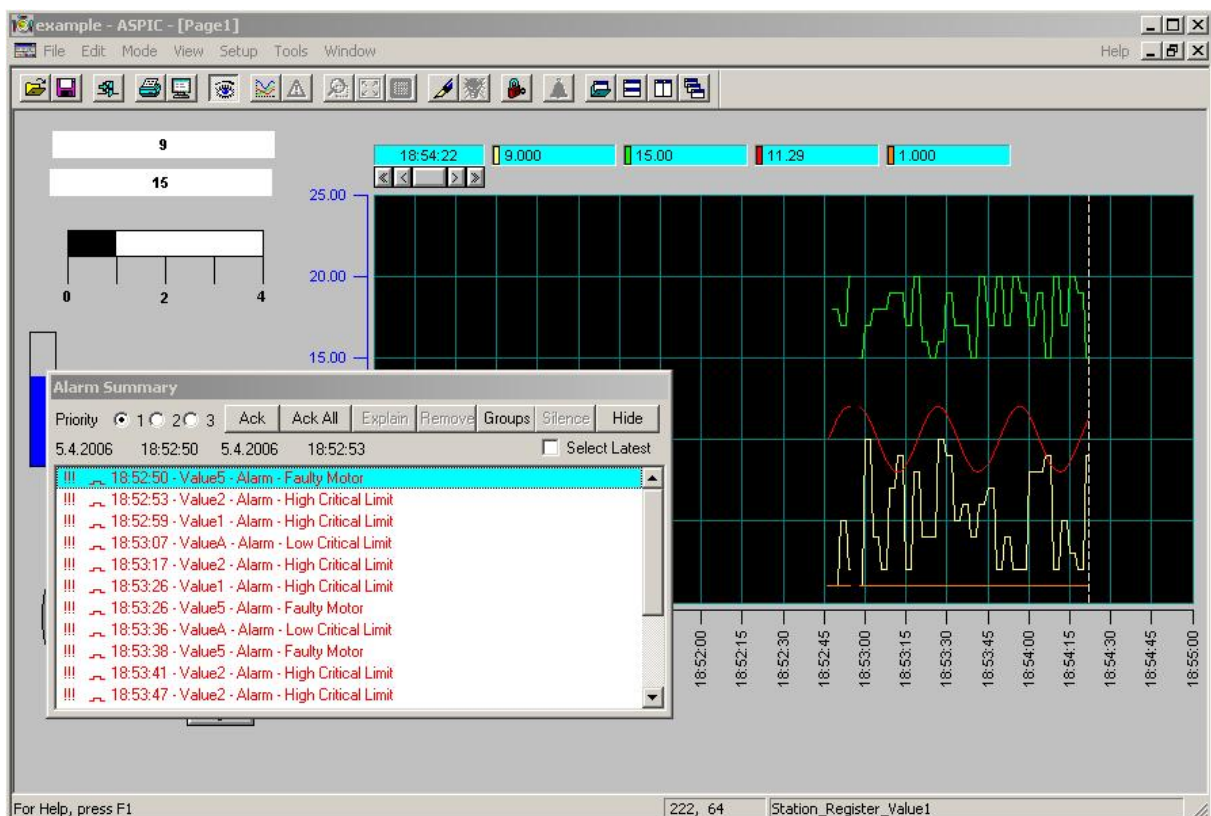 example - ASPIC - [Page1]
File Edit Mode View Setup Tools Window Help
9
15
18:54:22 9.000 15.00 11.29 1.000
25.00
20.00
15.00
0 2 4
Alarm Summary
Priority 1 2 3 Ack Ack All Explain Remove Groups Silence Hide
5.4.2006 18:52:50 5.4.2006 18:52:53 Select Latest
!!! 18:52:50 - Value5 - Alarm - Faulty Motor
!!! 18:52:53 - Value2 - Alarm - High Critical Limit
!!! 18:52:59 - Value1 - Alarm - High Critical Limit
!!! 18:53:07 - ValueA - Alarm - Low Critical Limit
!!! 18:53:17 - Value2 - Alarm - High Critical Limit
!!! 18:53:26 - Value1 - Alarm - High Critical Limit
!!! 18:53:26 - Value5 - Alarm - Faulty Motor
!!! 18:53:36 - ValueA - Alarm - Low Critical Limit
!!! 18:53:38 - Value5 - Alarm - Faulty Motor
!!! 18:53:41 - Value2 - Alarm - High Critical Limit
!!! 18:53:47 - Value2 - Alarm - High Critical Limit
18:52:00 18:52:15 18:52:30 18:52:45 18:53:00 18:53:15 18:53:30 18:53:45 18:54:00 18:54:15 18:54:30 18:54:45 18:55:00
For Help, press F1 222, 64 Station_Register_Value1